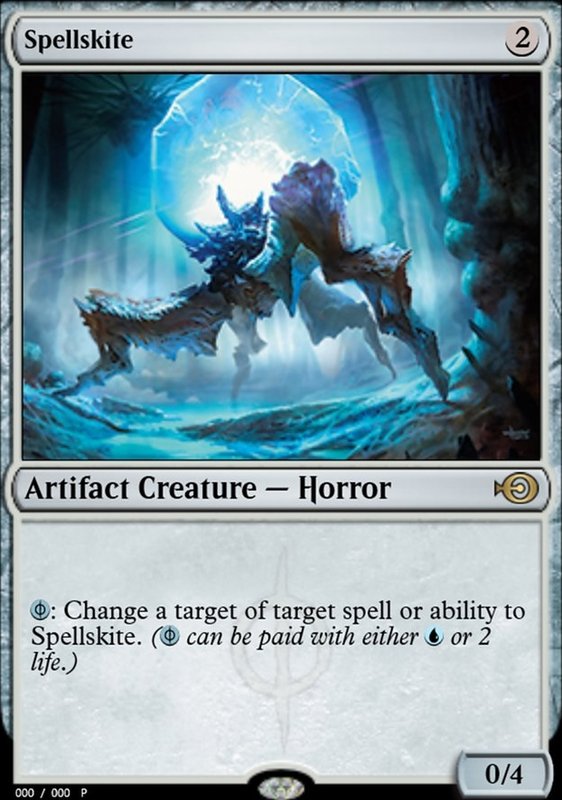 Spellskite 2
Artifact Creature — Horror
: Change a target of target spell or ability to
Spellskite. ( can be paid with either or 2
life.)
0/4
000 / 000 P